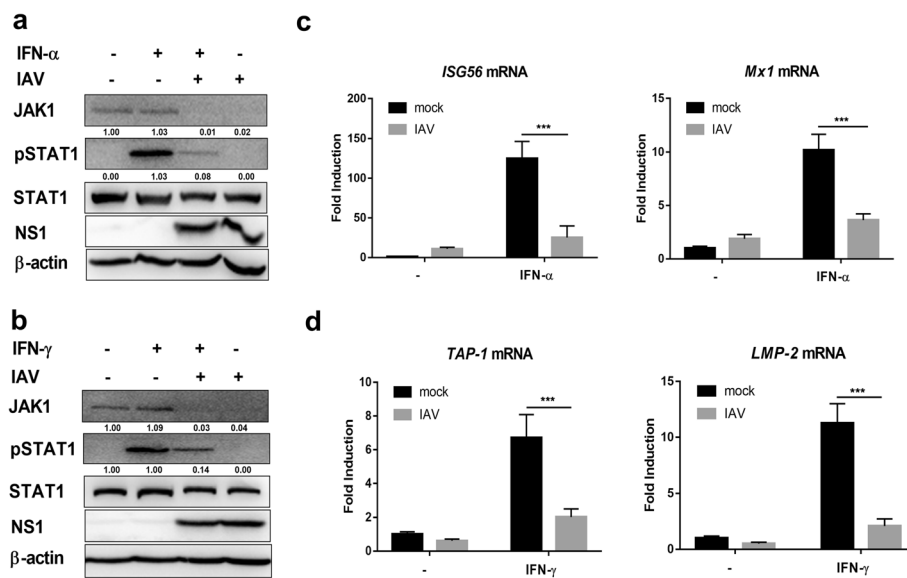 a
IFN-α - + + -
IAV - - + +
JAK1
1.00 1.03 0.01 0.02
pSTAT1
0.00 1.03 0.08 0.00
STAT1
NS1
β-actin
b
IFN-γ - + + -
IAV - - + +
JAK1
1.00 1.09 0.03 0.04
pSTAT1
1.00 1.00 0.14 0.00
STAT1
NS1
β-actin
c
ISG56 mRNA
Fold Induction
200
150
100
50
0
mock
IAV
***
- IFN-α
Mx1 mRNA
Fold Induction
15
10
5
0
mock
IAV
***
- IFN-α
d
TAP-1 mRNA
Fold Induction
8
6
4
2
0
mock
IAV
***
- IFN-γ
LMP-2 mRNA
Fold Induction
15
10
5
0
mock
IAV
***
- IFN-γ